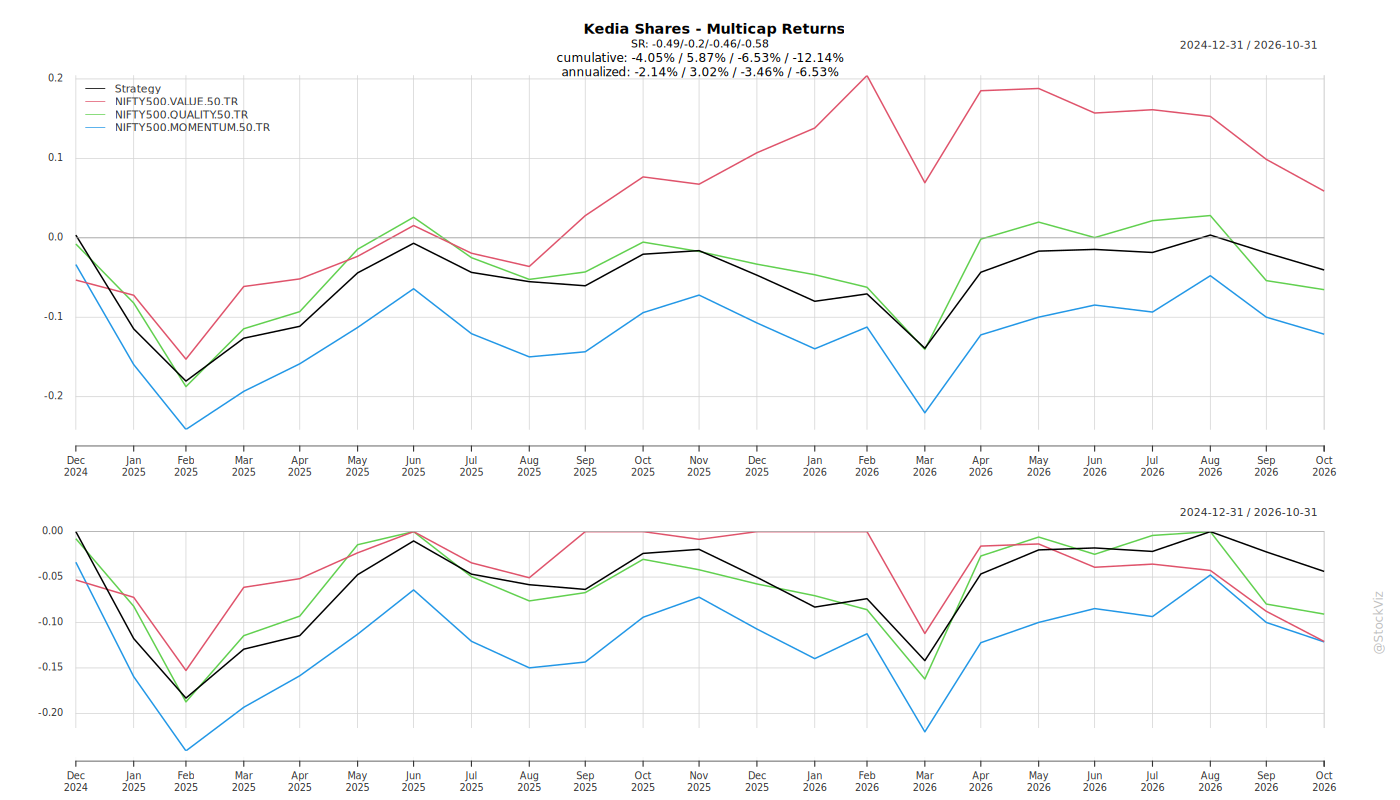 Kedia Shares - Multicap Returns
SR: -0.49/-0.2/-0.46/-0.58
cumulative: -4.05% / 5.87% / -6.53% / -12.14%
annualized: -2.14% / 3.02% / -3.46% / -6.53%
2024-12-31 / 2026-10-31
Strategy
NIFTY500.VALUE.50.TR
NIFTY500.QUALITY.50.TR
NIFTY500.MOMENTUM.50.TR
0.2
0.1
0.0
-0.1
-0.2
Dec Jan Feb Mar Apr May Jun Jul Aug Sep Oct Nov Dec Jan Feb Mar Apr May Jun Jul Aug Sep Oct
2024 2025 2025 2025 2025 2025 2025 2025 2025 2025 2025 2025 2025 2026 2026 2026 2026 2026 2026 2026 2026 2026 2026
2024-12-31 / 2026-10-31
0.00
-0.05
-0.10
-0.15
-0.20
Dec Jan Feb Mar Apr May Jun Jul Aug Sep Oct Nov Dec Jan Feb Mar Apr May Jun Jul Aug Sep Oct
2024 2025 2025 2025 2025 2025 2025 2025 2025 2025 2025 2025 2025 2026 2026 2026 2026 2026 2026 2026 2026 2026 2026
@StockViz